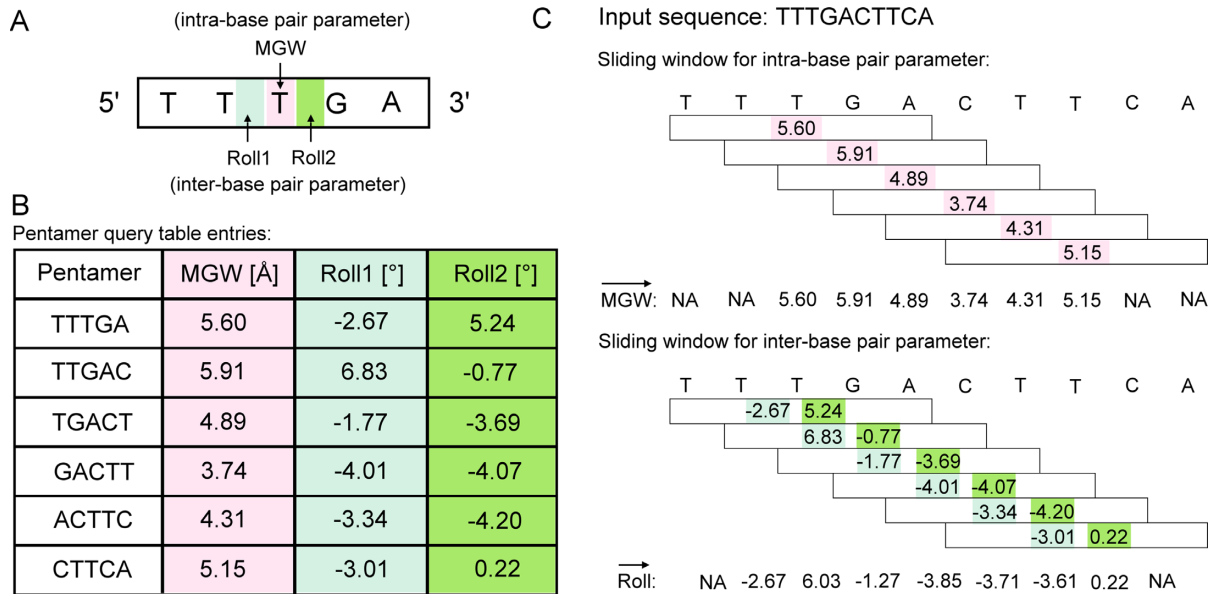 A
(intra-base pair parameter)
MGW
5' T T T G A 3'
Roll1 Roll2
(inter-base pair parameter)
B
Pentamer query table entries:
Pentamer MGW [Å] Roll1 [°] Roll2 [°]
TTTGA 5.60 -2.67 5.24
TTGAC 5.91 6.83 -0.77
TGACT 4.89 -1.77 -3.69
GACTT 3.74 -4.01 -4.07
ACTTC 4.31 -3.34 -4.20
CTTCA 5.15 -3.01 0.22
C
Input sequence: TTTGACTTCA
Sliding window for intra-base pair parameter:
T T T G A C T T C A
5.60
5.91
4.89
3.74
4.31
5.15
MGW: NA NA 5.60 5.91 4.89 3.74 4.31 5.15 NA NA
Sliding window for inter-base pair parameter:
T T T G A C T T C A
-2.67 5.24
6.83 -0.77
-1.77 -3.69
-4.01 -4.07
-3.34 -4.20
-3.01 0.22
Roll: NA -2.67 6.03 -1.27 -3.85 -3.71 -3.61 0.22 NA